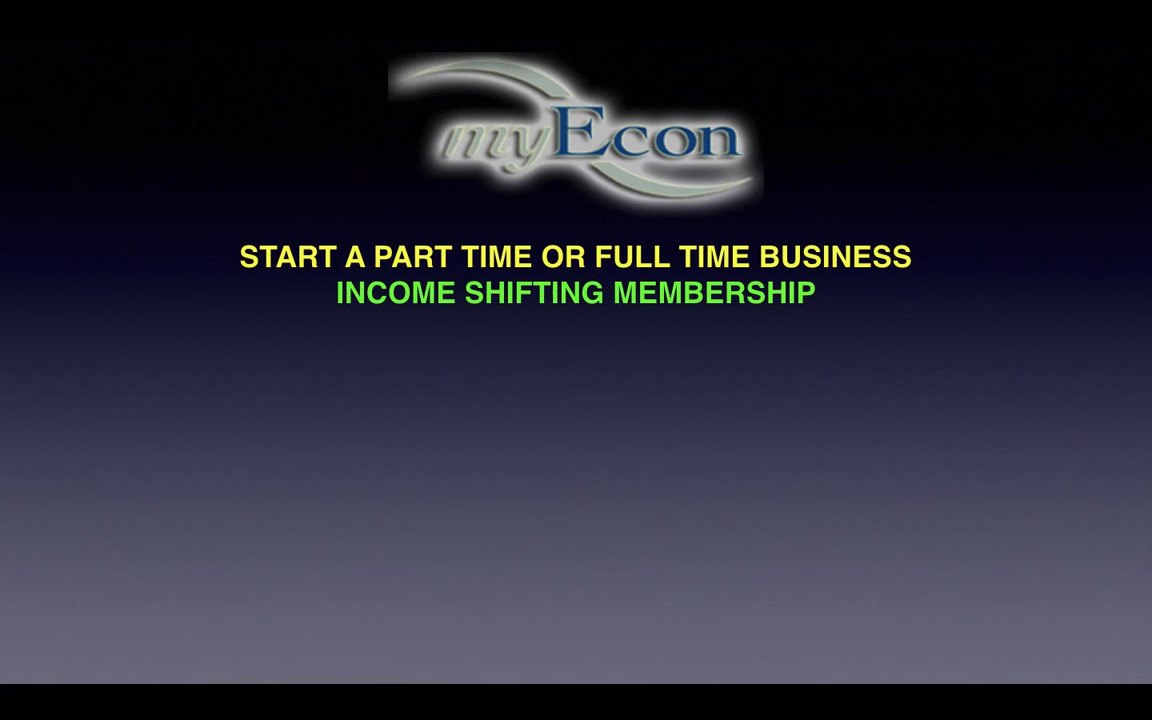 myEcon
START A PART TIME OR FULL TIME BUSINESS
INCOME SHIFTING MEMBERSHIP